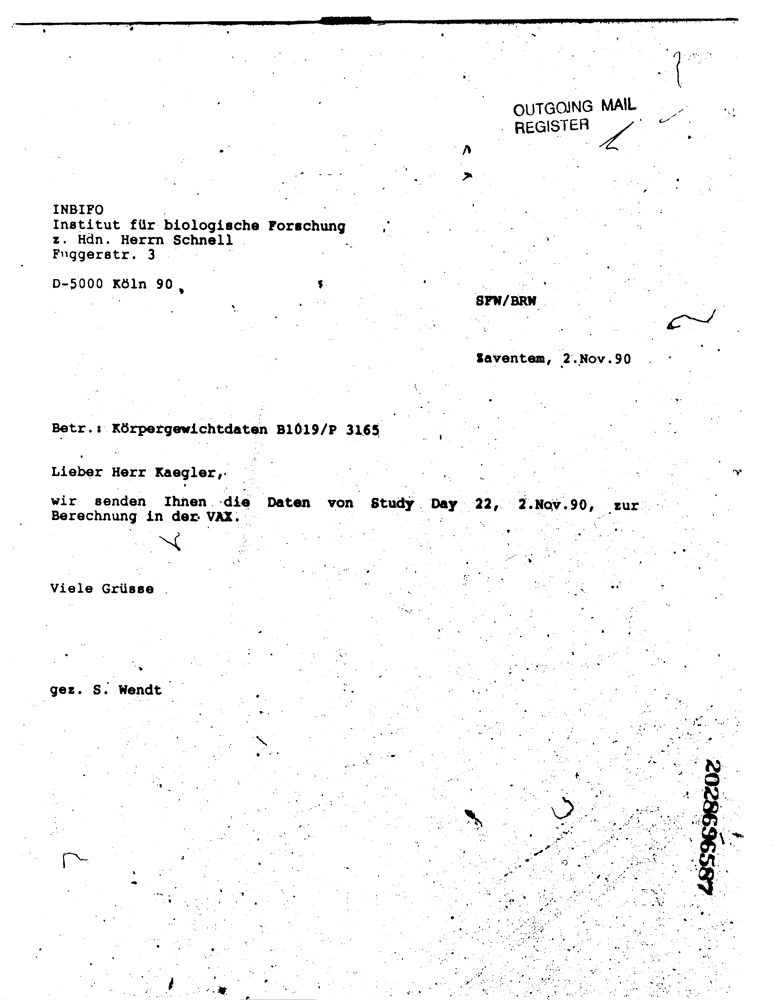 OUTGOING MAIL
REGISTER
INBIFO
Institut für biologische Forschung
z. Hdn. Herrn Schnell
Fuggerstr. 3
D-5000 Köln 90
SFW/BRW
Zaventem, 2.Nov.90
Betr.: Körpergewichtdaten B1019/P 3165
Lieber Herr Kaegler,
wir senden Ihnen die Daten von Study Day 22, 2.Nov.90, zur
Berechnung in der VAX.
Viele Grüsse
gez. S. Wendt
2028696587